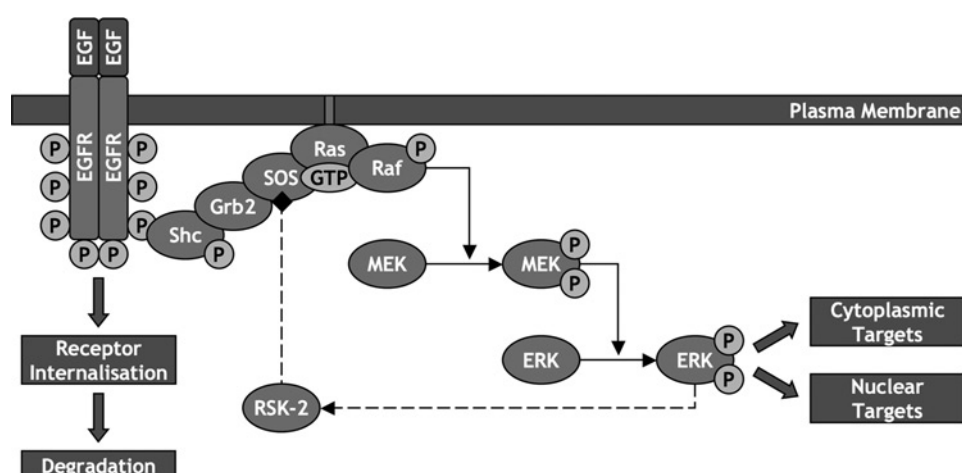 EGF
EGF
Plasma Membrane
EGFR
EGFR
P
P
P
P
P
P
P
P
Shc
P
Grb2
SOS
Ras
GTP
Raf
P
MEK
MEK
P
P
ERK
ERK
P
P
Cytoplasmic
Targets
Nuclear
Targets
RSK-2
Receptor
Internalisation
Degradation